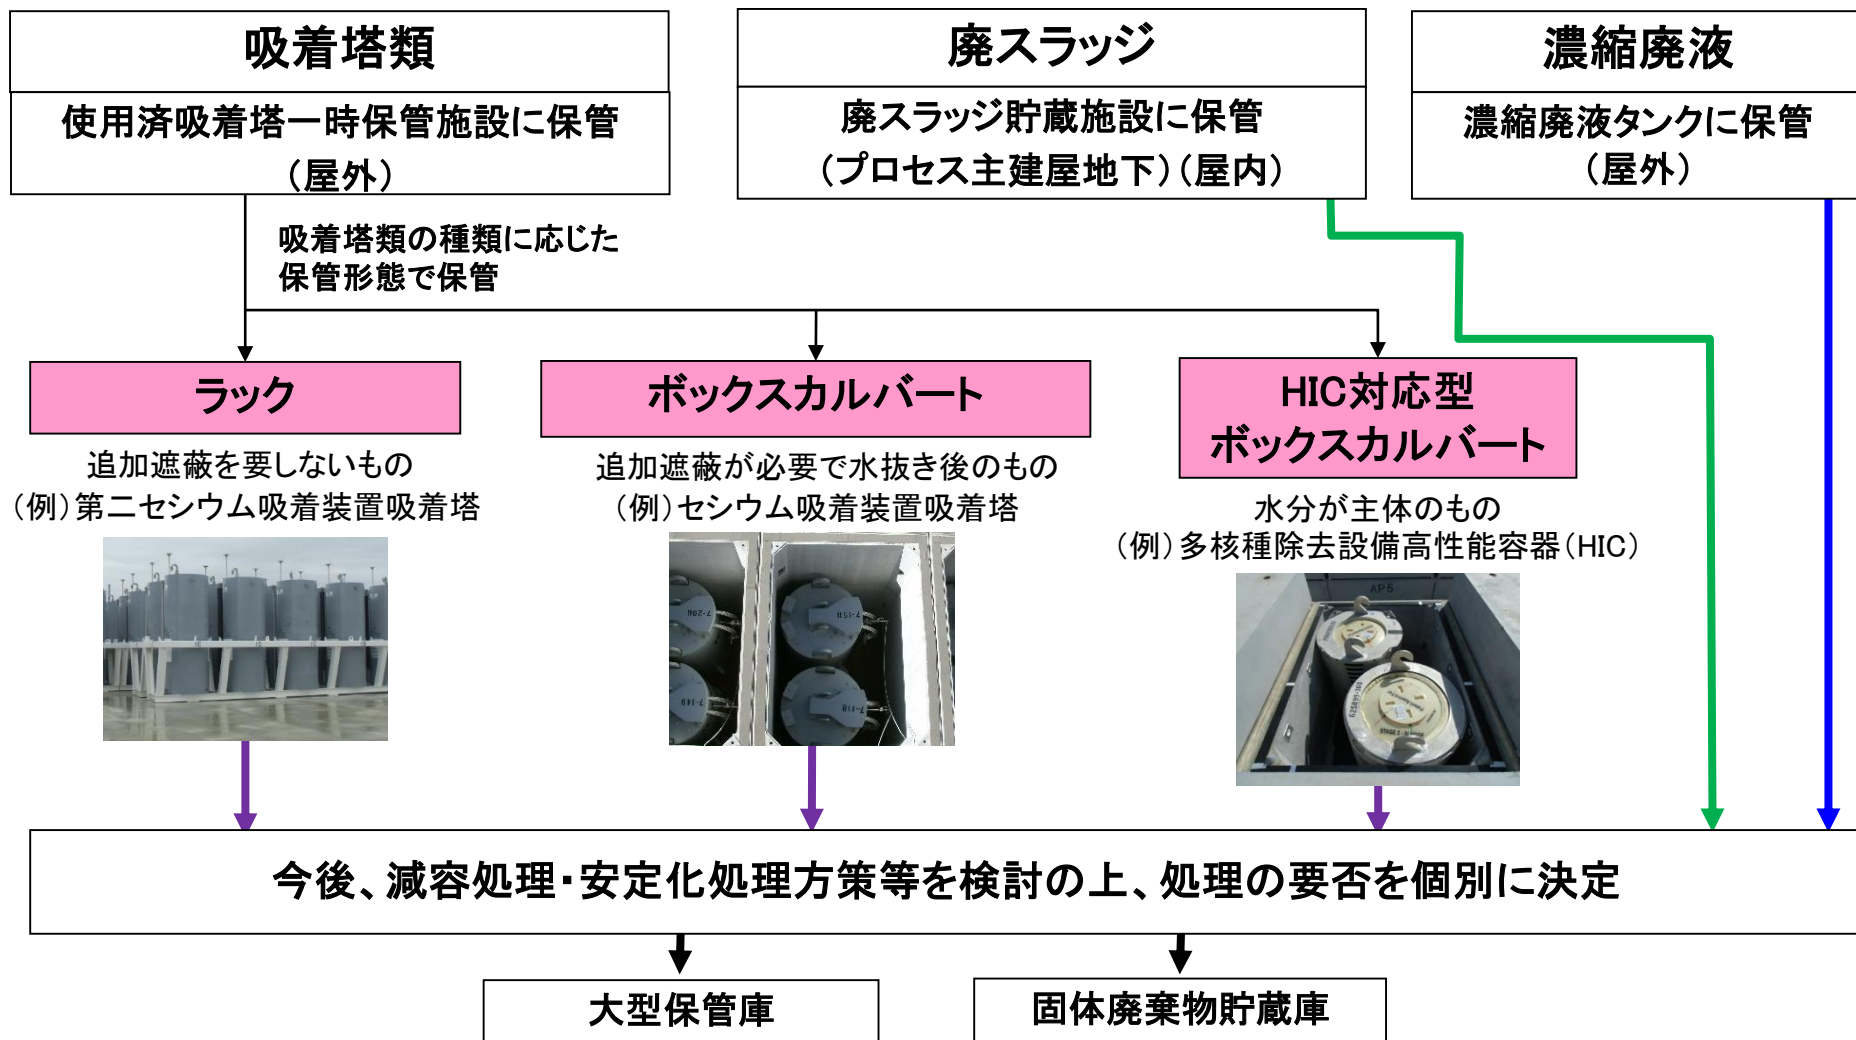 吸着塔類
使用済吸着塔一時保管施設に保管
（屋外）
廃スラッジ
廃スラッジ貯蔵施設に保管
（プロセス主建屋地下）（屋内）
濃縮廃液
濃縮廃液タンクに保管
（屋外）
吸着塔類の種類に応じた
保管形態で保管
ラック
追加遮蔽を要しないもの
（例）第二セシウム吸着装置吸着塔
ボックスカルバート
追加遮蔽が必要で水抜き後のもの
（例）セシウム吸着装置吸着塔
7-286
7-150
7-149
7-118
HIC対応型
ボックスカルバート
水分が主体のもの
（例）多核種除去設備高性能容器（HIC）
今後、減容処理・安定化処理方策等を検討の上、処理の要否を個別に決定
大型保管庫
固体廃棄物貯蔵庫